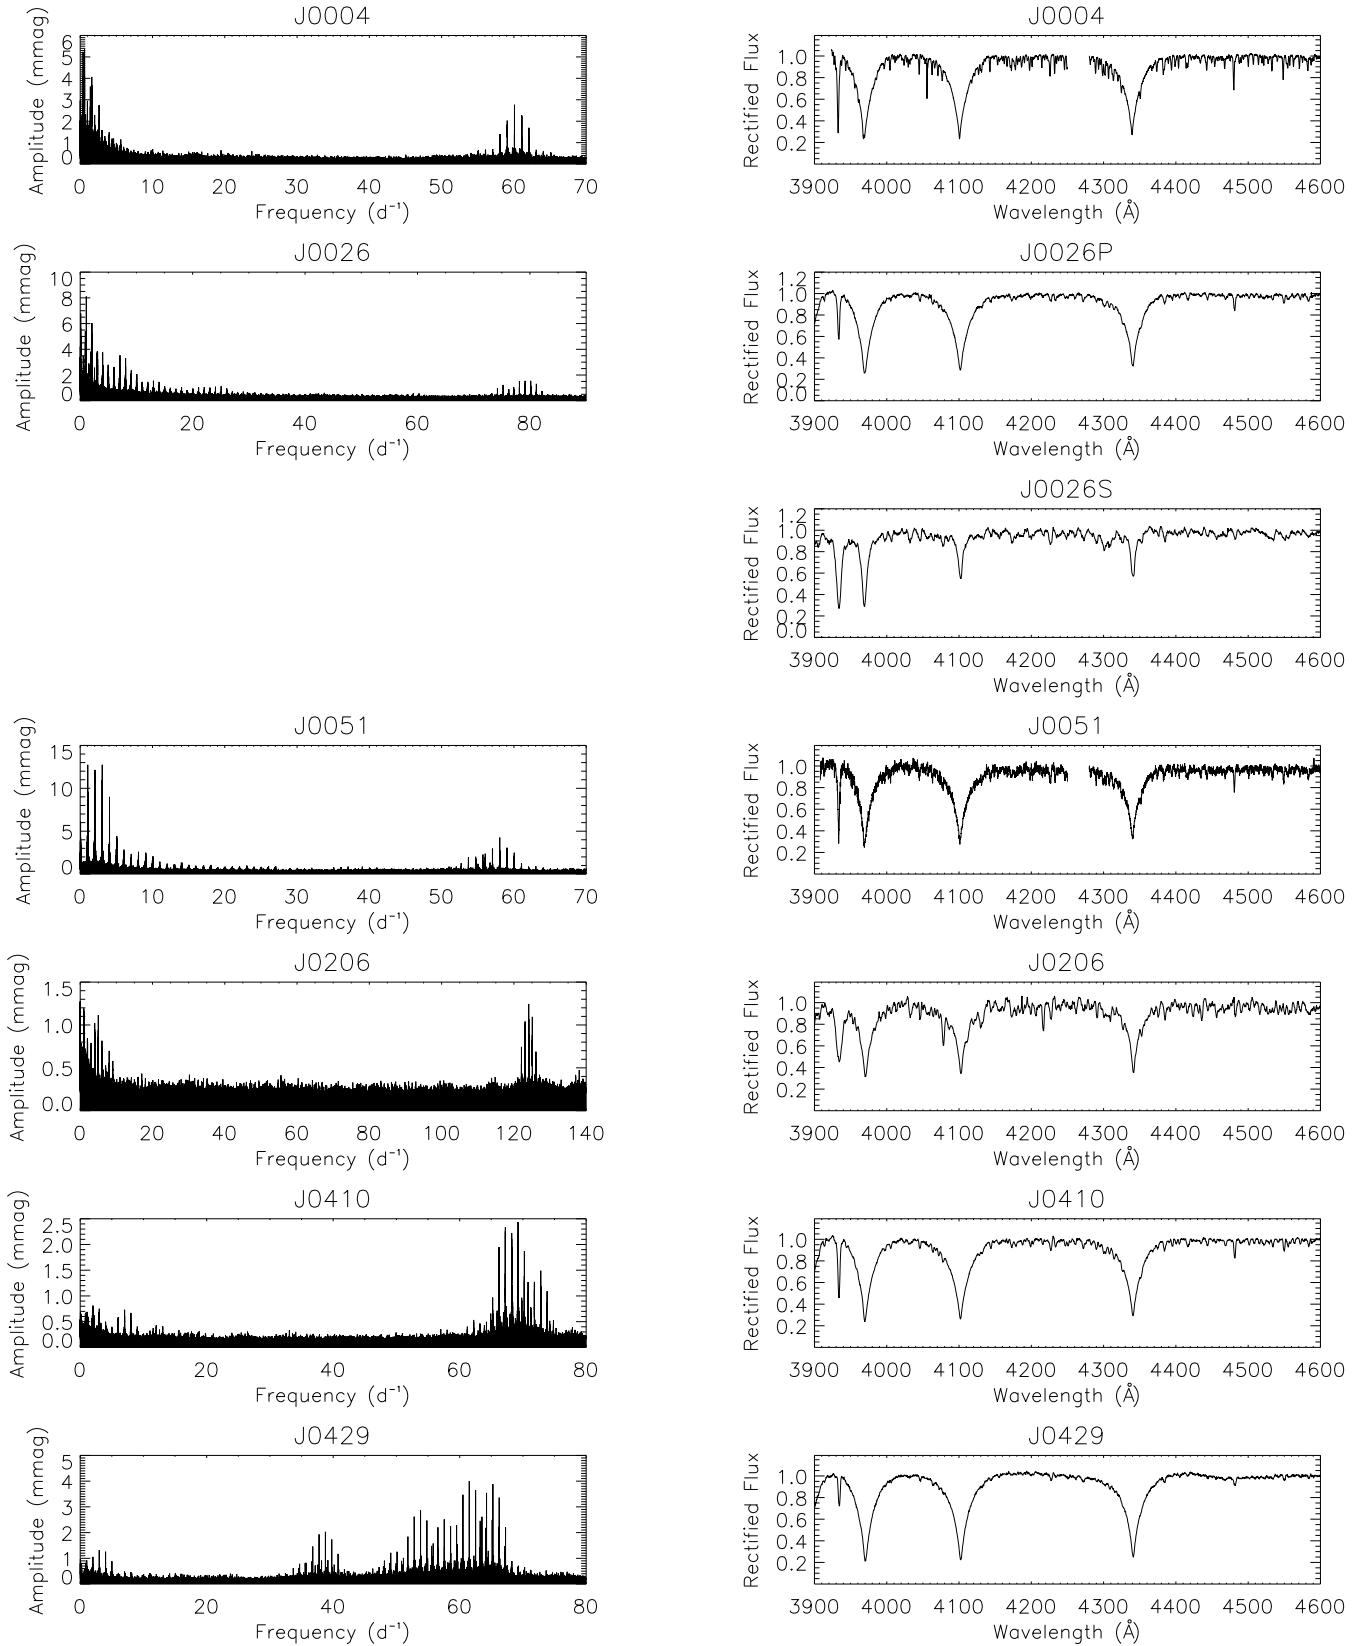 J0004
Amplitude (mmag)
6
5
4
3
2
1
0
0 10 20 30 40 50 60 70
Frequency (d⁻¹)
J0004
Rectified Flux
1.0
0.8
0.6
0.4
0.2
3900 4000 4100 4200 4300 4400 4500 4600
Wavelength (Å)
J0026
Amplitude (mmag)
10
8
6
4
2
0
0 20 40 60 80
Frequency (d⁻¹)
J0026P
Rectified Flux
1.2
1.0
0.8
0.6
0.4
0.2
0.0
3900 4000 4100 4200 4300 4400 4500 4600
Wavelength (Å)
J0026S
Rectified Flux
1.2
1.0
0.8
0.6
0.4
0.2
0.0
3900 4000 4100 4200 4300 4400 4500 4600
Wavelength (Å)
J0051
Amplitude (mmag)
15
10
5
0
0 10 20 30 40 50 60 70
Frequency (d⁻¹)
J0051
Rectified Flux
1.0
0.8
0.6
0.4
0.2
3900 4000 4100 4200 4300 4400 4500 4600
Wavelength (Å)
J0206
Amplitude (mmag)
1.5
1.0
0.5
0.0
0 20 40 60 80 100 120 140
Frequency (d⁻¹)
J0206
Rectified Flux
1.0
0.8
0.6
0.4
0.2
3900 4000 4100 4200 4300 4400 4500 4600
Wavelength (Å)
J0410
Amplitude (mmag)
2.5
2.0
1.5
1.0
0.5
0.0
0 20 40 60 80
Frequency (d⁻¹)
J0410
Rectified Flux
1.0
0.8
0.6
0.4
0.2
3900 4000 4100 4200 4300 4400 4500 4600
Wavelength (Å)
J0429
Amplitude (mmag)
5
4
3
2
1
0
0 20 40 60 80
Frequency (d⁻¹)
J0429
Rectified Flux
1.0
0.8
0.6
0.4
0.2
3900 4000 4100 4200 4300 4400 4500 4600
Wavelength (Å)